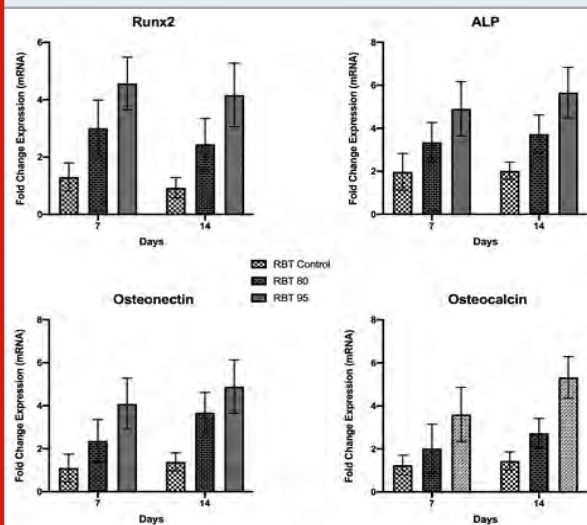 Runx2
Fold Change Expression (mRNA)
6
4
2
0
7
14
Days
ALP
Fold Change Expression (mRNA)
8
6
4
2
0
7
14
Days
RBT Control
RBT 80
RBT 95
Osteonectin
Fold Change Expression (mRNA)
8
6
4
2
0
7
14
Days
Osteocalcin
Fold Change Expression (mRNA)
8
6
4
2
0
7
14
Days